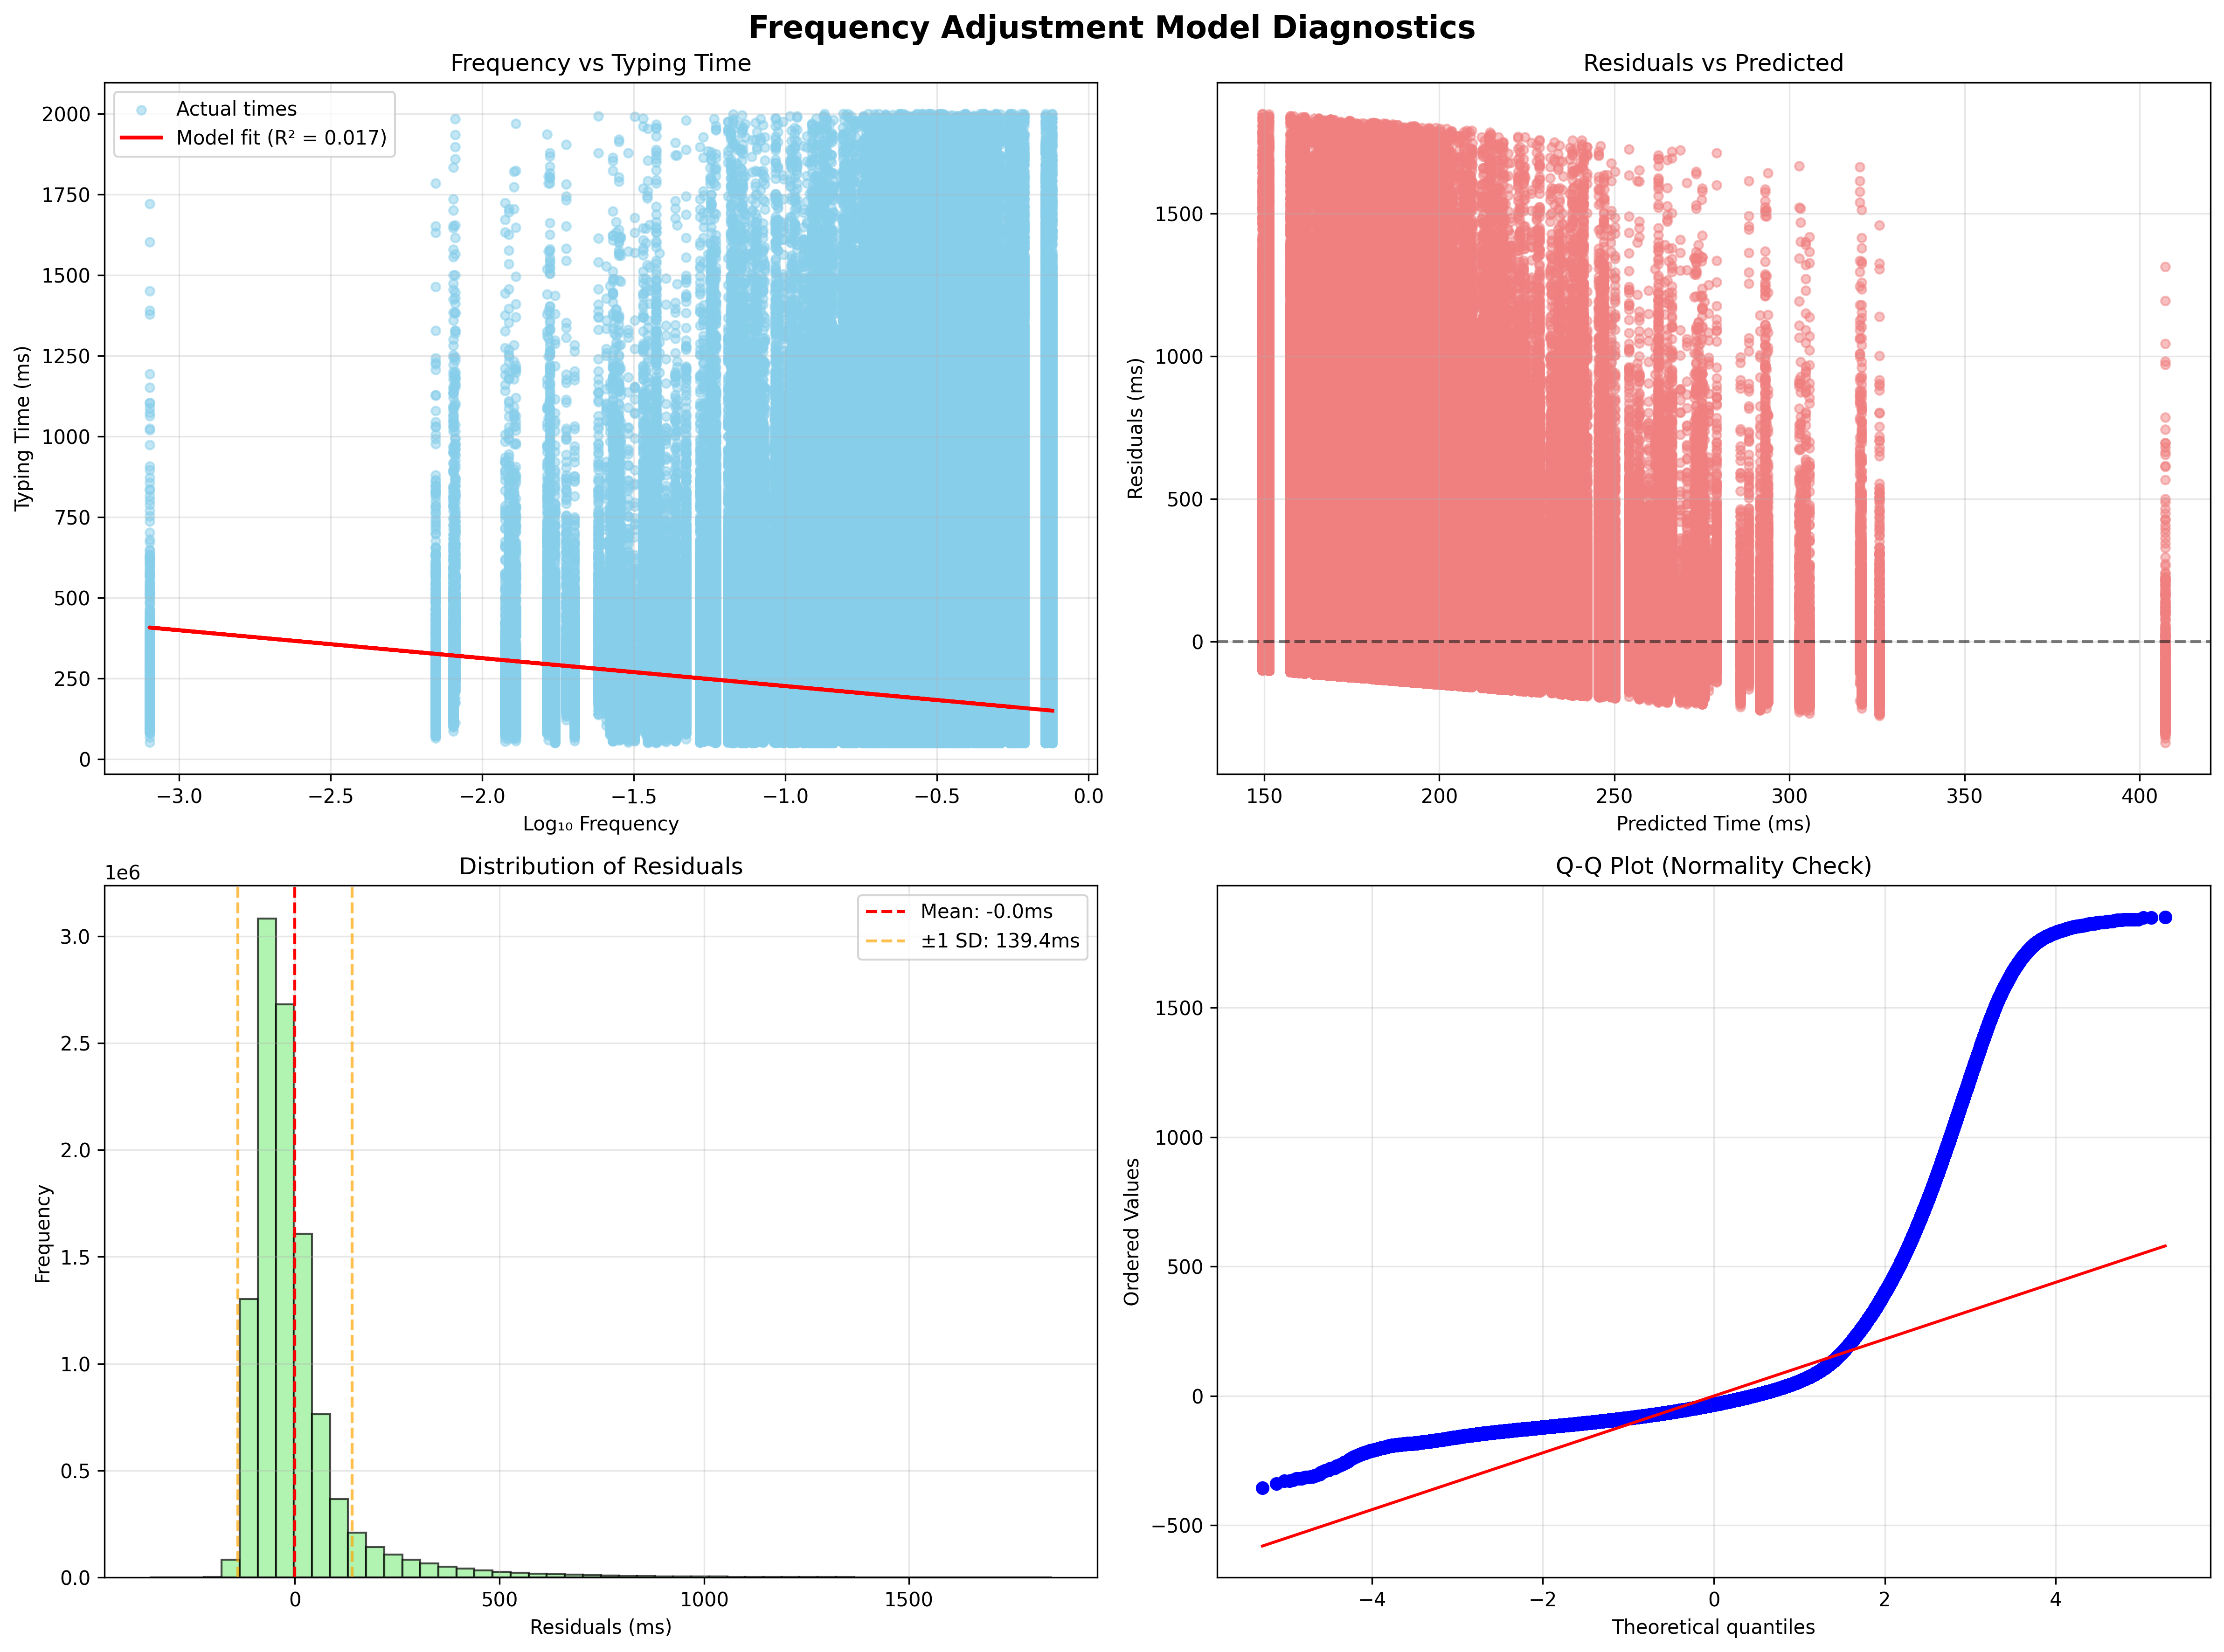 Frequency Adjustment Model Diagnostics
Frequency vs Typing Time
Actual times
Model fit (R² = 0.017)
2000
1750
1500
1250
1000
750
500
250
0
Typing Time (ms)
−3.0
−2.5
−2.0
−1.5
−1.0
−0.5
0.0
Log₁₀ Frequency
Residuals vs Predicted
1500
1000
500
0
Residuals (ms)
150
200
250
300
350
400
Predicted Time (ms)
Distribution of Residuals
1e6
Mean: -0.0ms
±1 SD: 139.4ms
3.0
2.5
2.0
1.5
1.0
0.5
0.0
Frequency
0
500
1000
1500
Residuals (ms)
Q-Q Plot (Normality Check)
1500
1000
500
0
−500
Ordered Values
−4
−2
0
2
4
Theoretical quantiles